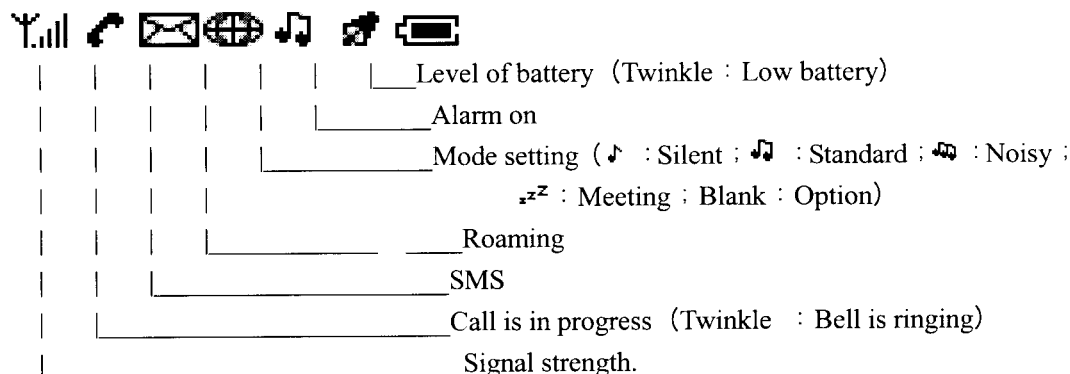 Level of battery (Twinkle : Low battery)
Alarm on
Mode setting ( ♪ : Silent ; ♫ : Standard ; : Noisy ;
zzZ : Meeting ; Blank : Option)
Roaming
SMS
Call is in progress (Twinkle : Bell is ringing)
Signal strength.